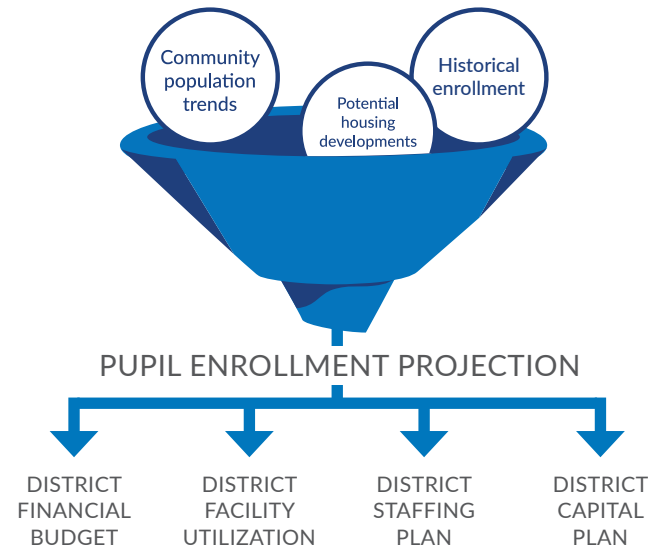 Community
population
trends
Potential
housing
developments
Historical
enrollment
PUPIL ENROLLMENT PROJECTION
DISTRICT
FINANCIAL
BUDGET
DISTRICT
FACILITY
UTILIZATION
DISTRICT
STAFFING
PLAN
DISTRICT
CAPITAL
PLAN